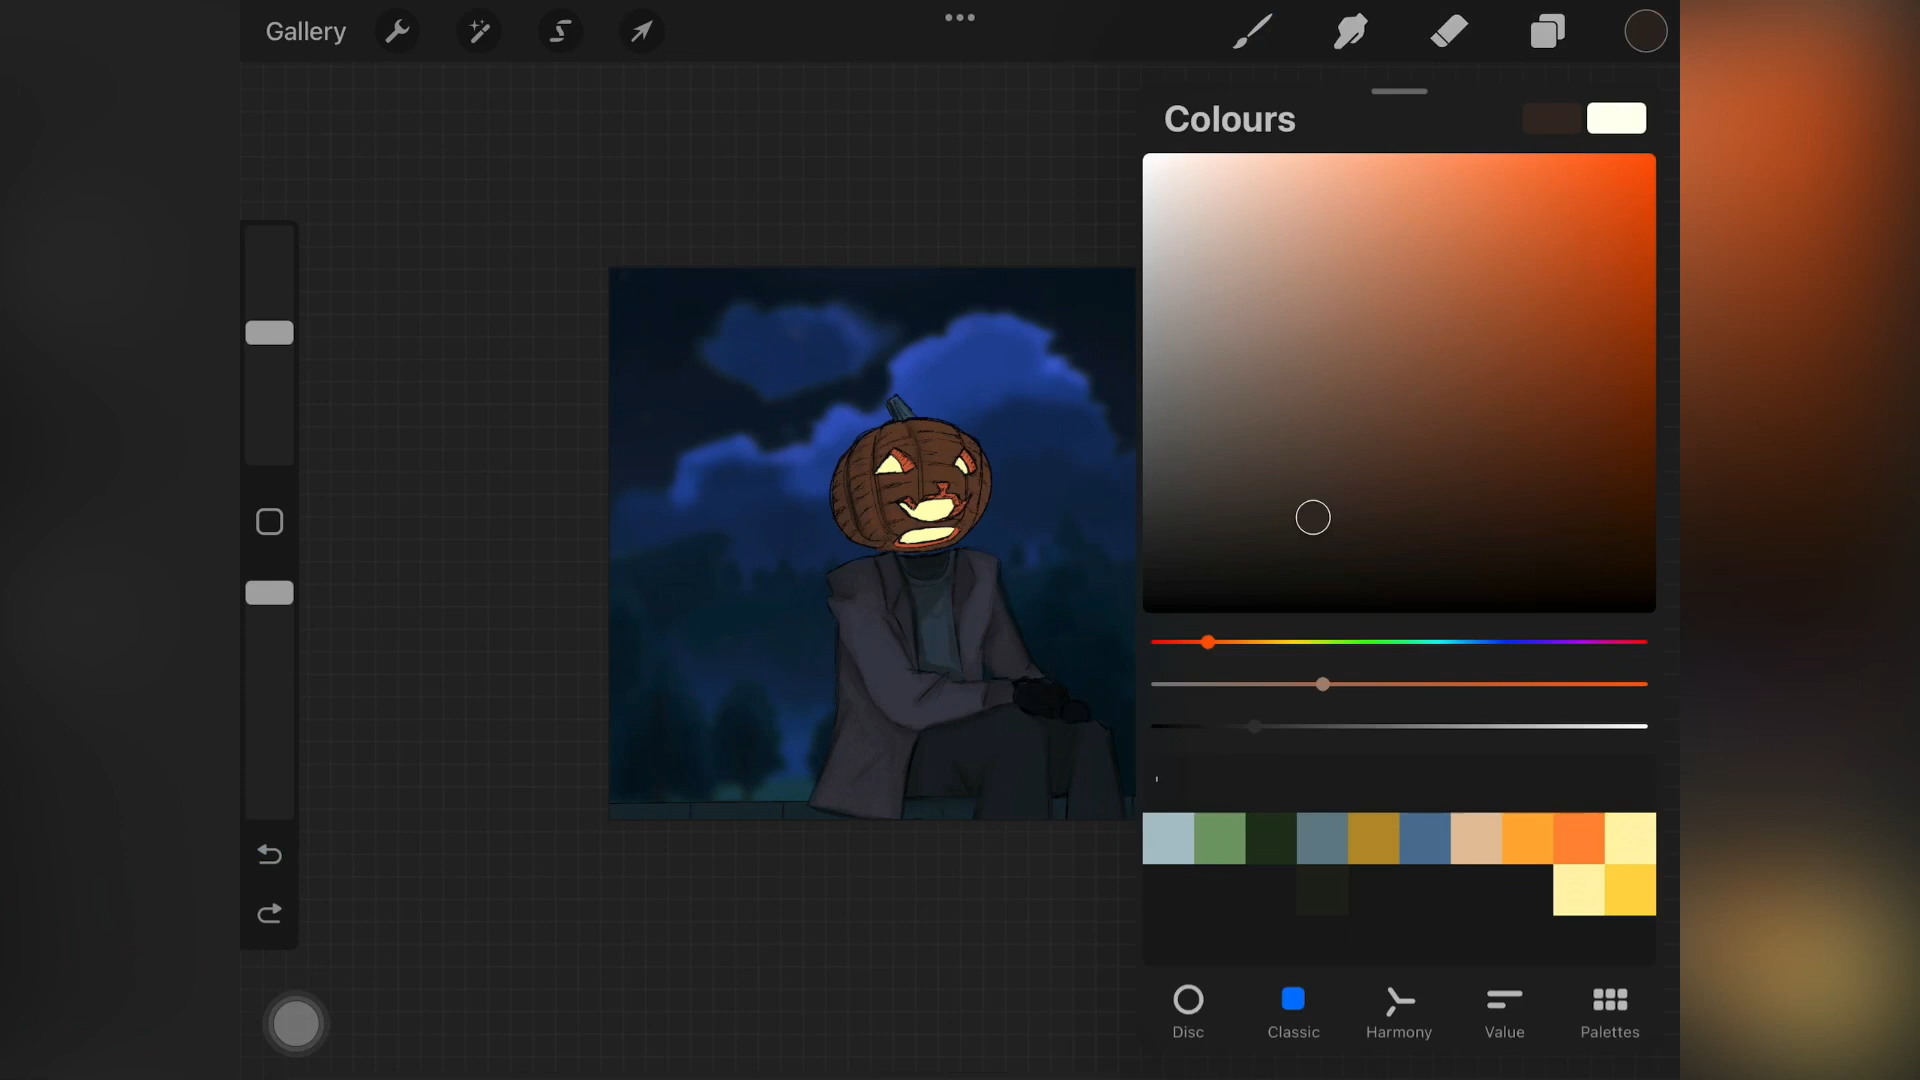 Gallery
Colours
Disc
Classic
Harmony
Value
Palettes